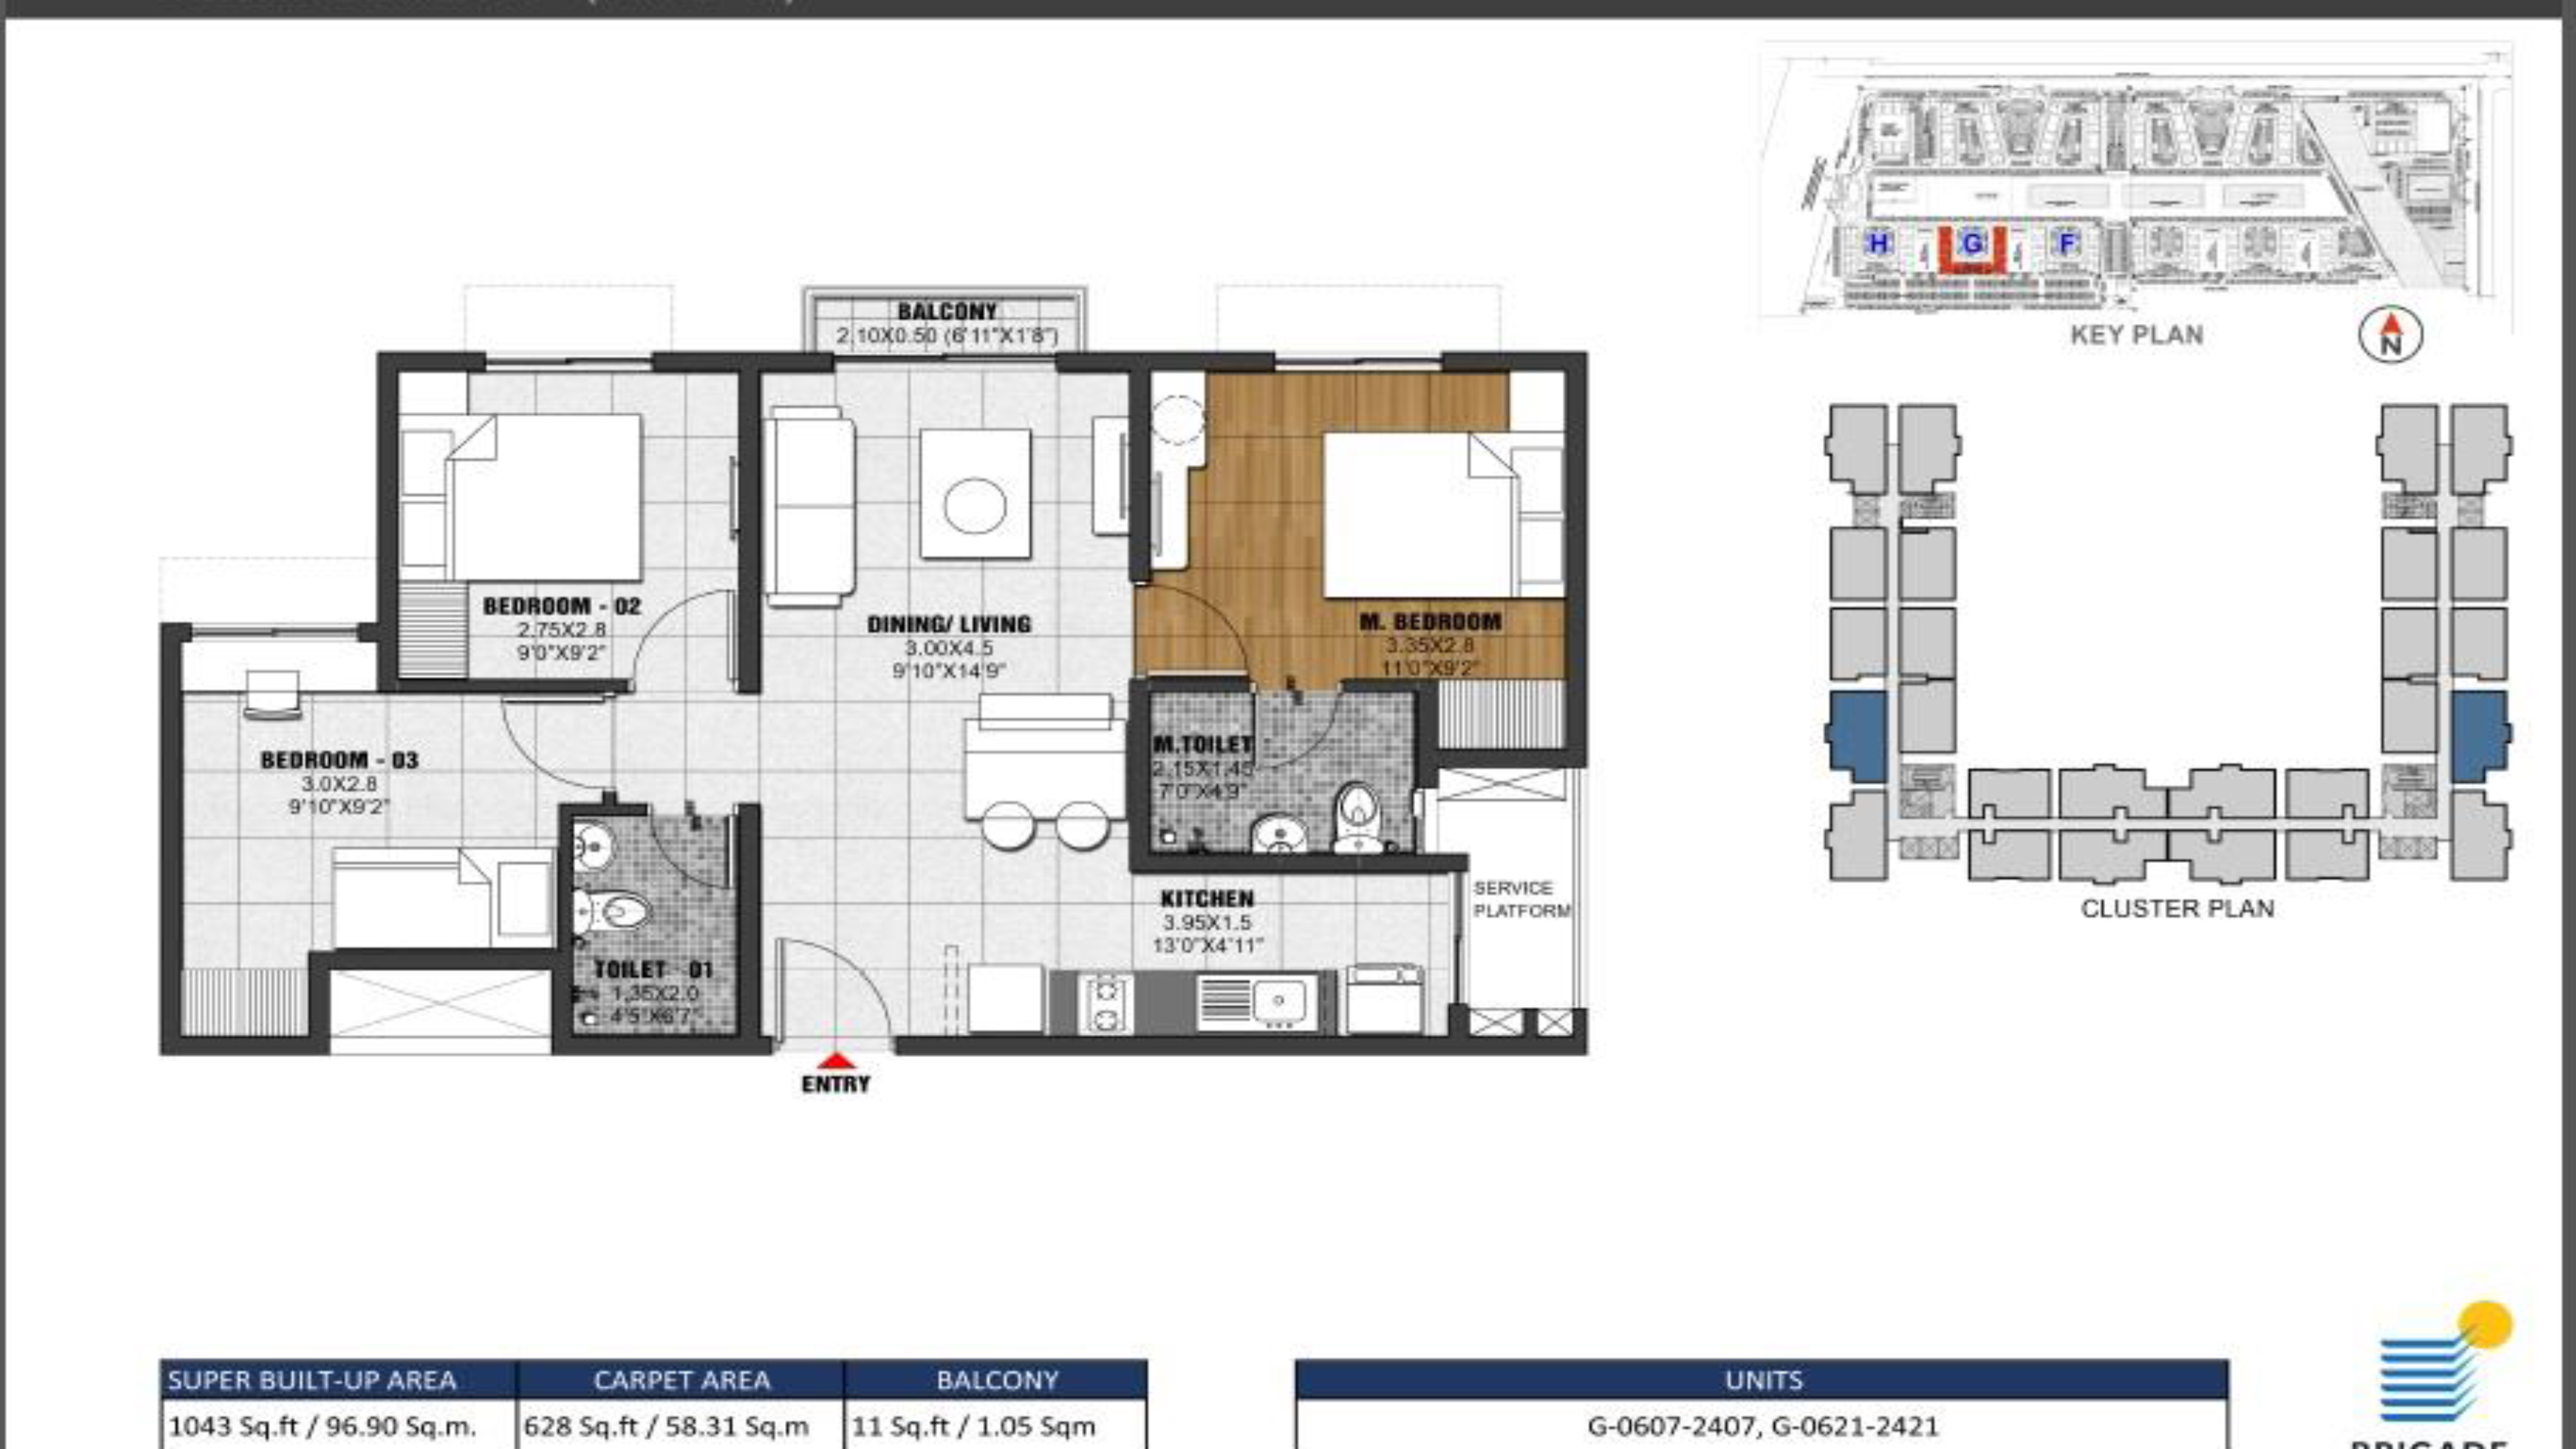 H
G
F
KEY PLAN
N
BALCONY
2.10X0.50 (6'11"X1'8")
BEDROOM - 02
2.75X2.8
9'0"X9'2"
DINING/ LIVING
3.00X4.5
9'10"X14'9"
M. BEDROOM
3.35X2.8
11'0"X9'2"
BEDROOM - 03
3.0X2.8
9'10"X9'2"
M.TOILET
2.15X1.45
7'0"X4'9"
KITCHEN
3.95X1.5
13'0"X4'11"
SERVICE
PLATFORM
TOILET - 01
1.35X2.0
4'5"X6'7"
ENTRY
CLUSTER PLAN
SUPER BUILT-UP AREA
CARPET AREA
BALCONY
1043 Sq.ft / 96.90 Sq.m.
628 Sq.ft / 58.31 Sq.m
11 Sq.ft / 1.05 Sqm
UNITS
G-0607-2407, G-0621-2421
BRIGADE